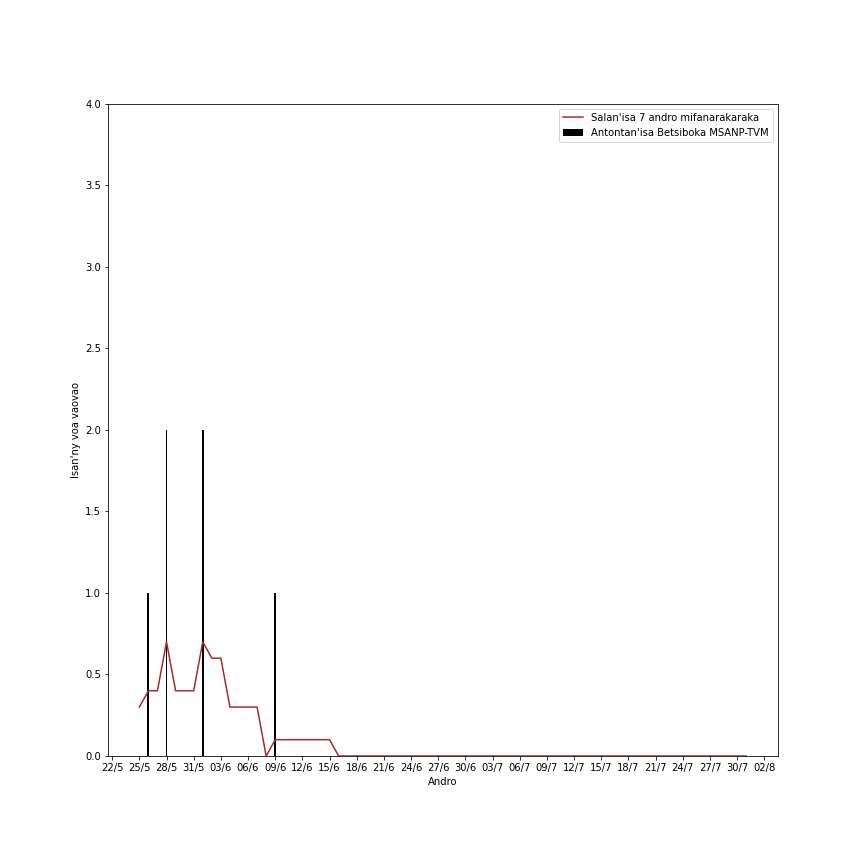 Salan'isa 7 andro mifanarakaraka
Antontan'isa Betsiboka MSANP-TVM
4.0
3.5
3.0
2.5
2.0
1.5
1.0
0.5
0.0
Isan'ny voa vaovao
22/5 25/5 28/5 31/5 03/6 06/6 09/6 12/6 15/6 18/6 21/6 24/6 27/6 30/6 03/7 06/7 09/7 12/7 15/7 18/7 21/7 24/7 27/7 30/7 02/8
Andro